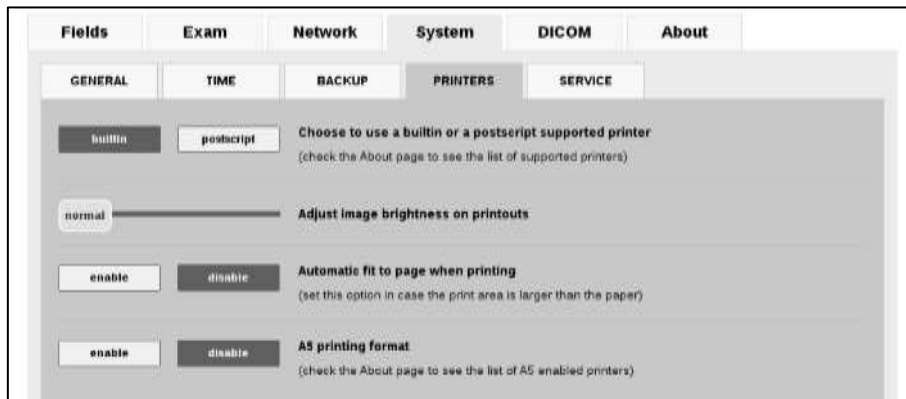 Fields Exam Network System DICOM About
GENERAL TIME BACKUP PRINTERS SERVICE
builtin postscript Choose to use a builtin or a postscript supported printer
(check the About page to see the list of supported printers)
normal Adjust image brightness on printouts
enable disable Automatic fit to page when printing
(set this option in case the print area is larger than the paper)
enable disable A5 printing format
(check the About page to see the list of A5 enabled printers)